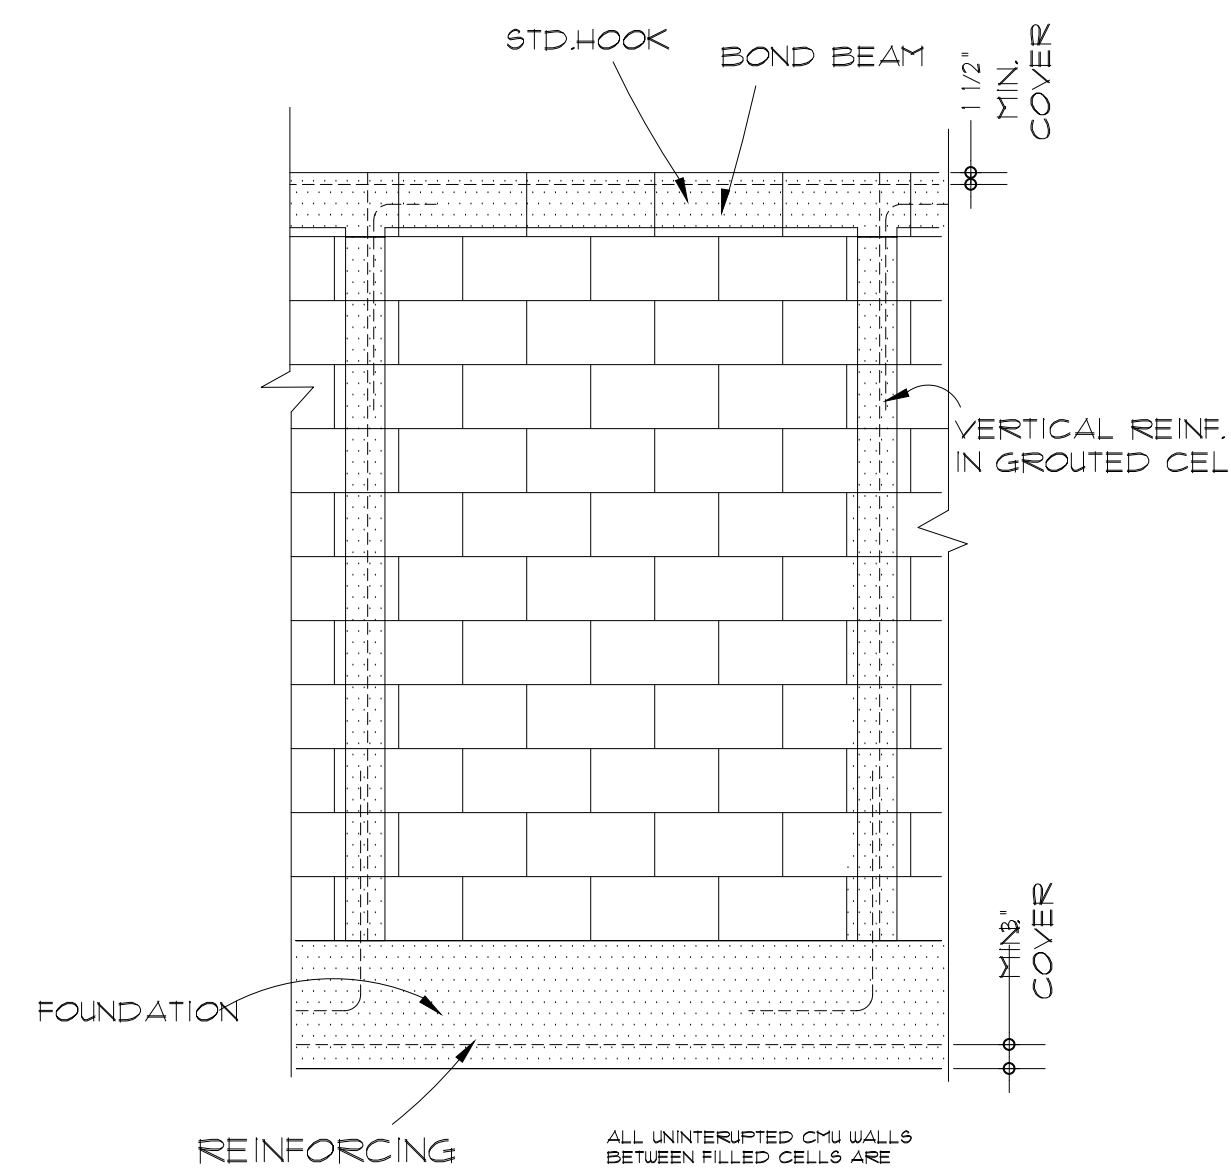 STD.HOOK
BOND BEAM
1 1/2"
MIN.
COVER
VERTICAL REINF.
IN GROUTED CEL
3"
MIN.
COVER
FOUNDATION
REINFORCING
ALL UNINTERUPTED CMU WALLS
BETWEEN FILLED CELLS ARE